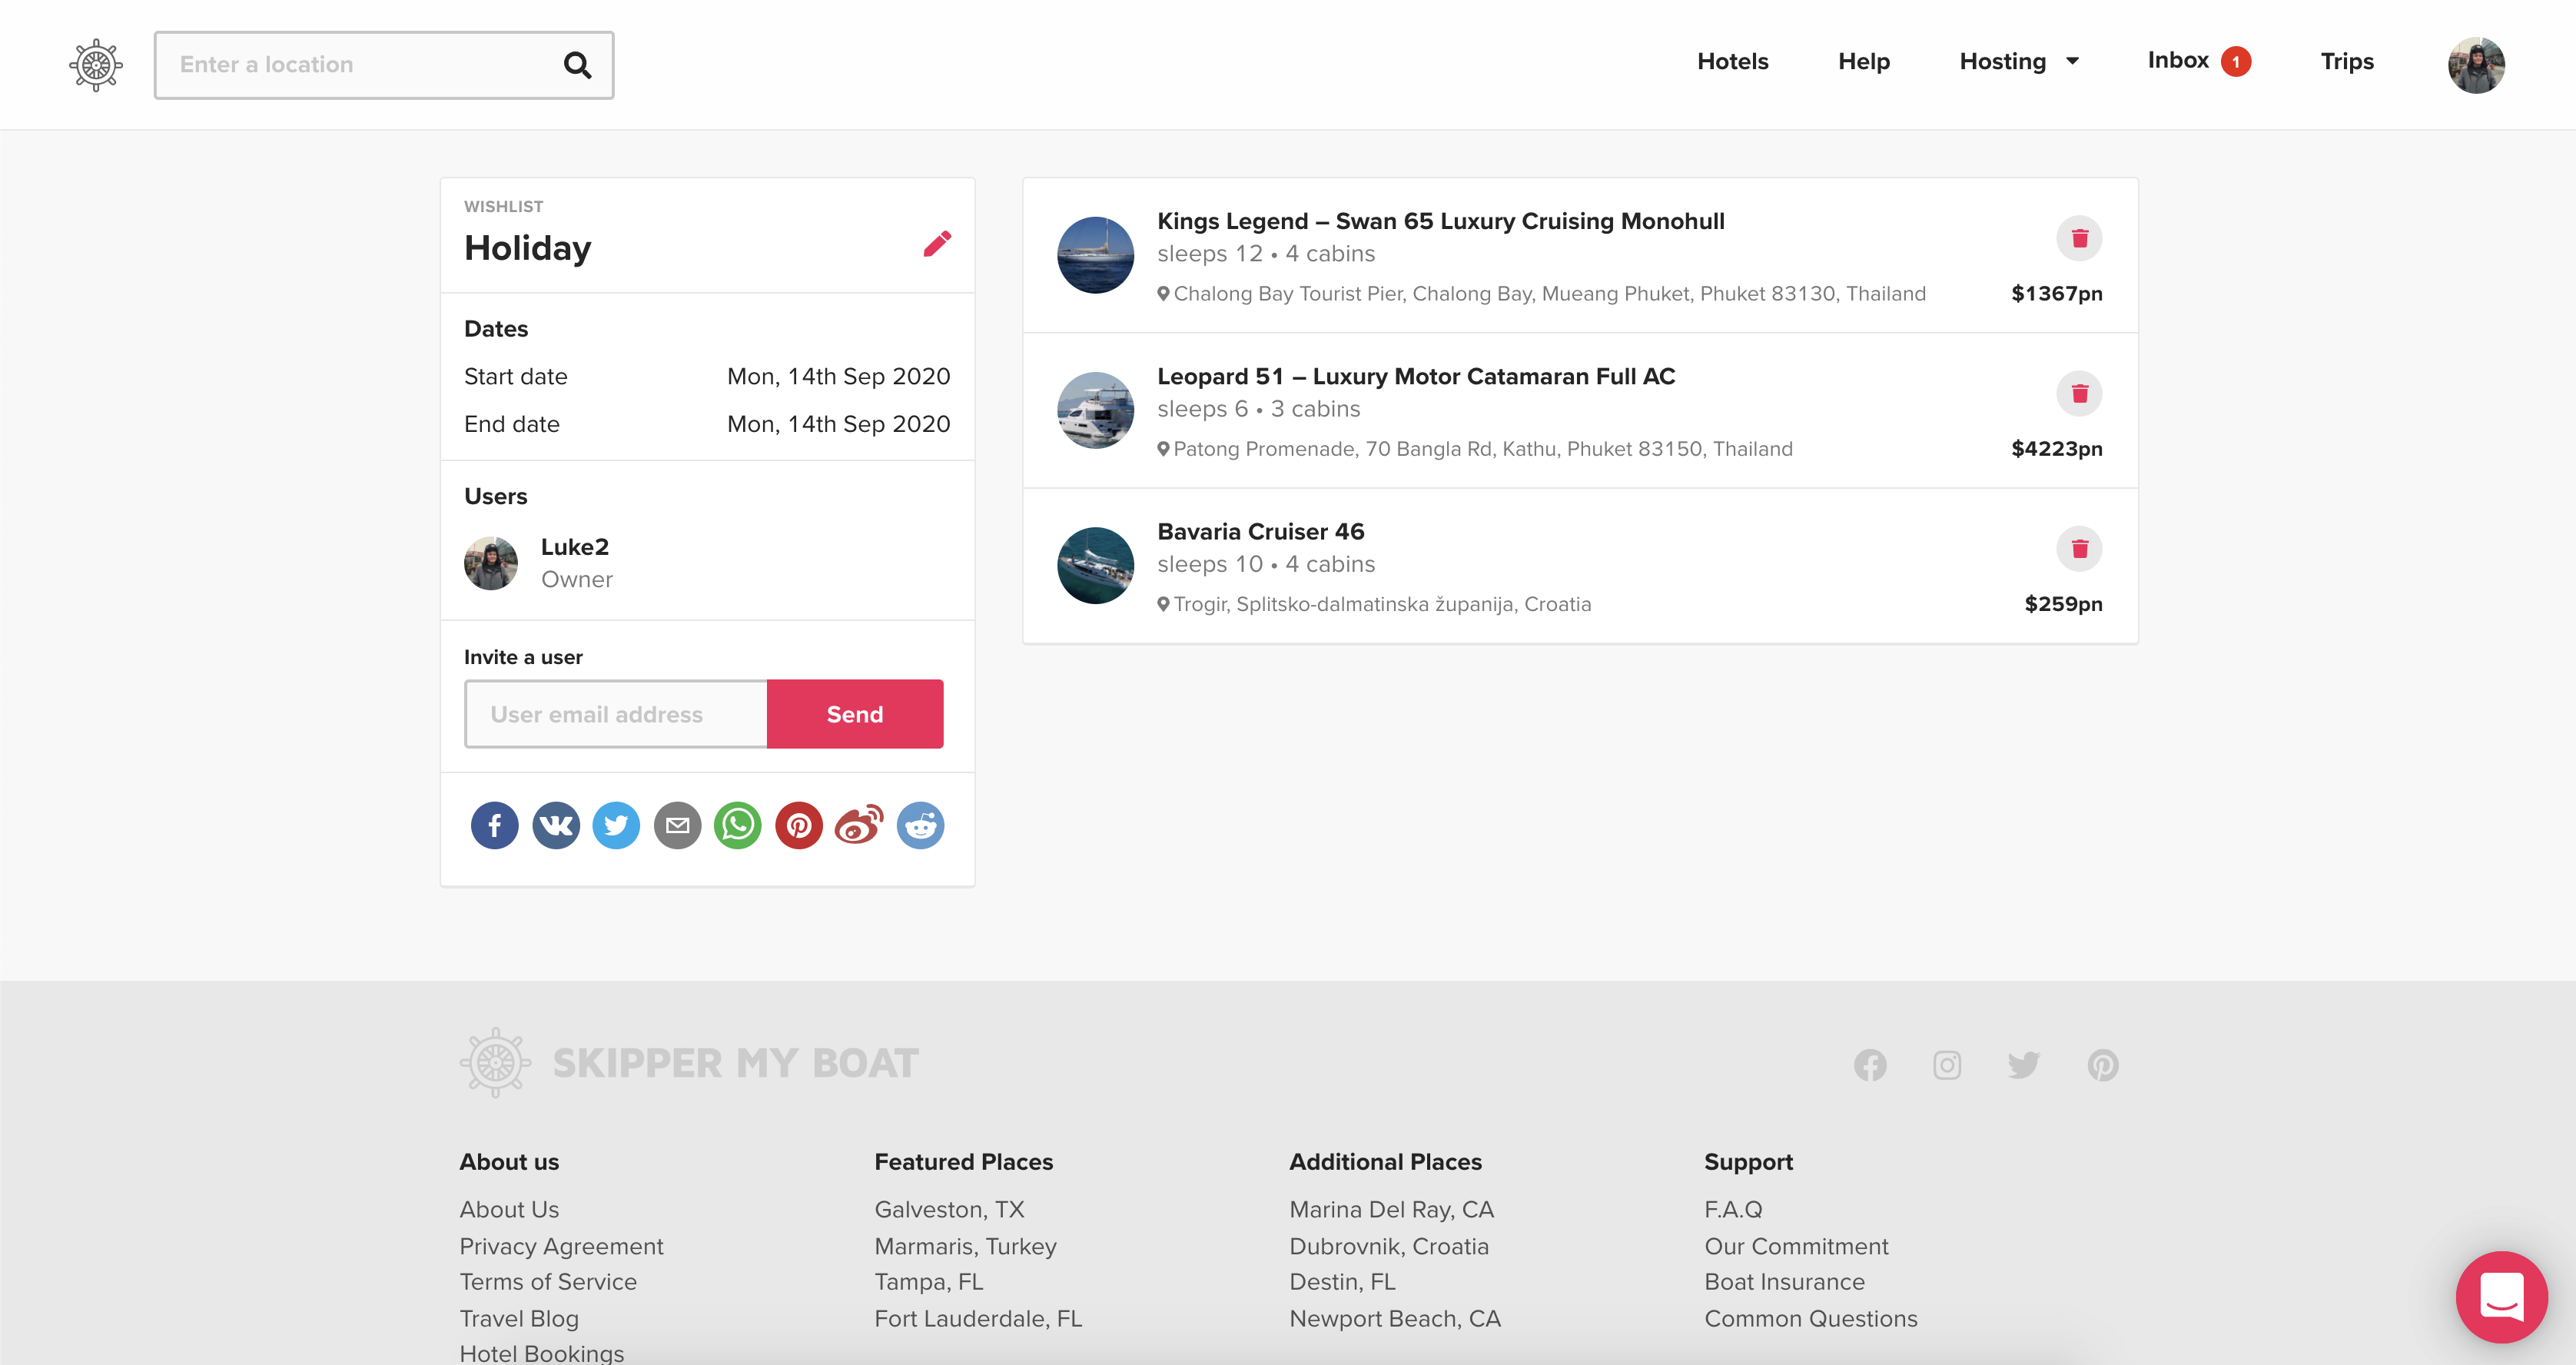 Enter a location
Hotels
Help
Hosting
Inbox 1
Trips
WISHLIST
Holiday
Dates
Start date Mon, 14th Sep 2020
End date Mon, 14th Sep 2020
Users
Luke2
Owner
Invite a user
User email address Send
Kings Legend – Swan 65 Luxury Cruising Monohull
sleeps 12 • 4 cabins
Chalong Bay Tourist Pier, Chalong Bay, Mueang Phuket, Phuket 83130, Thailand $1367pn
Leopard 51 – Luxury Motor Catamaran Full AC
sleeps 6 • 3 cabins
Patong Promenade, 70 Bangla Rd, Kathu, Phuket 83150, Thailand $4223pn
Bavaria Cruiser 46
sleeps 10 • 4 cabins
Trogir, Splitsko-dalmatinska županija, Croatia $259pn
SKIPPER MY BOAT
About us
About Us
Privacy Agreement
Terms of Service
Travel Blog
Hotel Bookings
Featured Places
Galveston, TX
Marmaris, Turkey
Tampa, FL
Fort Lauderdale, FL
Additional Places
Marina Del Ray, CA
Dubrovnik, Croatia
Destin, FL
Newport Beach, CA
Support
F.A.Q
Our Commitment
Boat Insurance
Common Questions